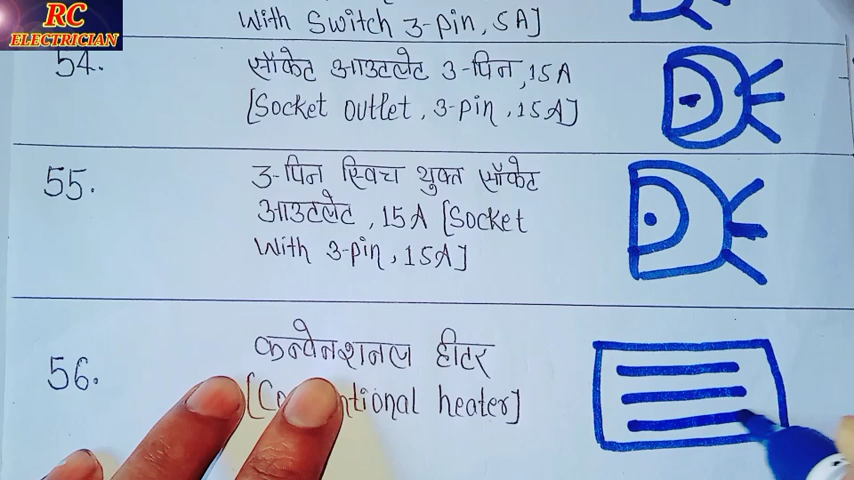 RC
ELECTRICIAN
With Switch 3-pin, 5A]
54.
सॉकेट आउटलेट 3-पिन, 15A
[Socket outlet, 3-pin, 15A]
55.
3-पिन स्विच युक्त सॉकेट
आउटलेट, 15A [Socket
With 3-pin, 15A]
56.
कन्वेनशनल हीटर
heater]